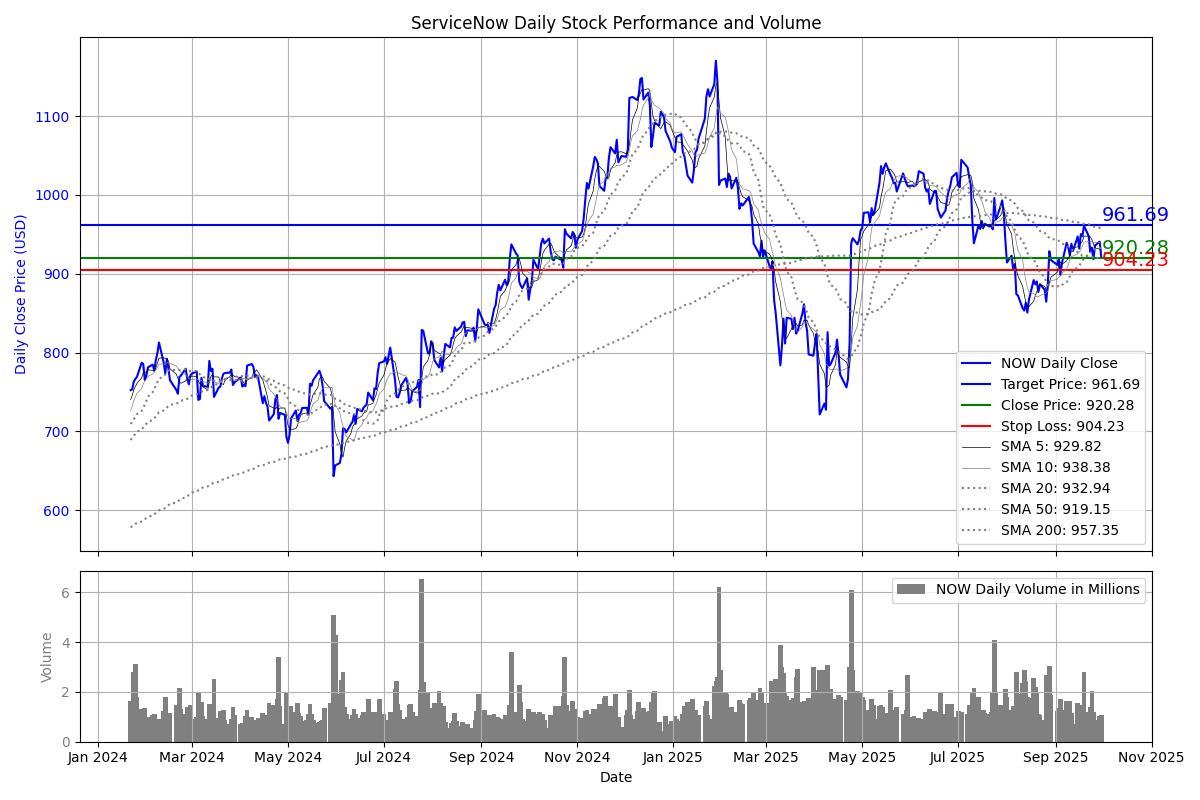 ServiceNow Daily Stock Performance and Volume
Daily Close Price (USD)
1100
1000
900
800
700
600
961.69
920.28
904.23
NOW Daily Close
Target Price: 961.69
Close Price: 920.28
Stop Loss: 904.23
SMA 5: 929.82
SMA 10: 938.38
SMA 20: 932.94
SMA 50: 919.15
SMA 200: 957.35
Volume
6
4
2
0
NOW Daily Volume in Millions
Jan 2024 Mar 2024 May 2024 Jul 2024 Sep 2024 Nov 2024 Jan 2025 Mar 2025 May 2025 Jul 2025 Sep 2025 Nov 2025
Date